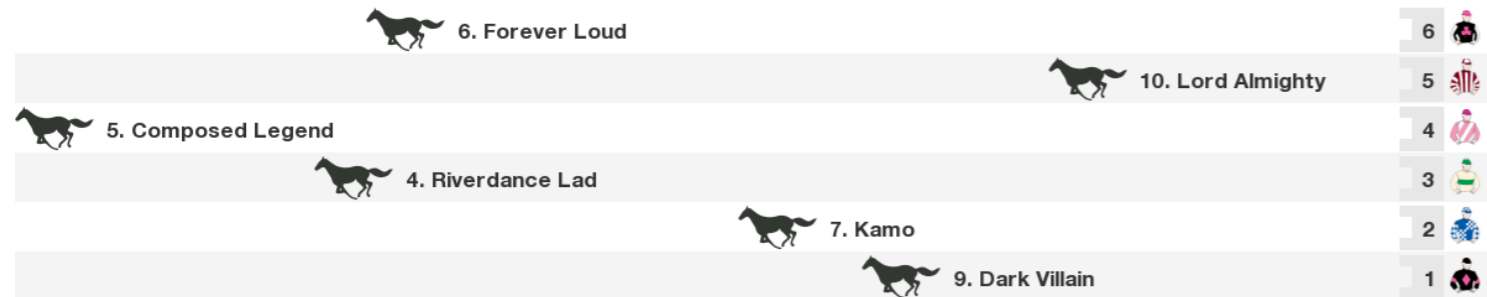 6. Forever Loud 6
10. Lord Almighty 5
5. Composed Legend 4
4. Riverdance Lad 3
7. Kamo 2
9. Dark Villain 1